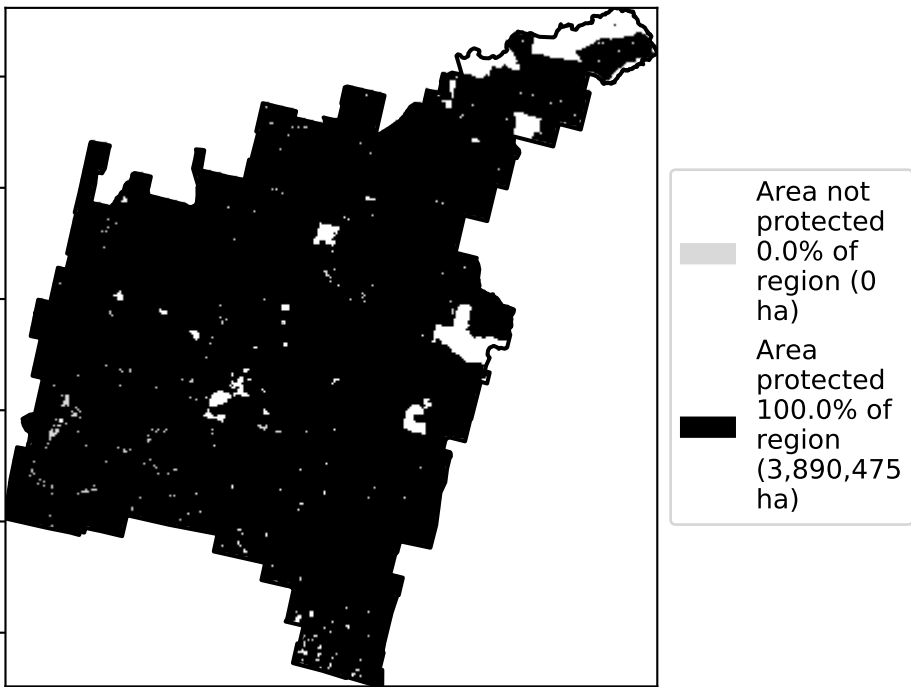 Area not
protected
0.0% of
region (0
ha)
Area
protected
100.0% of
region
(3,890,475
ha)